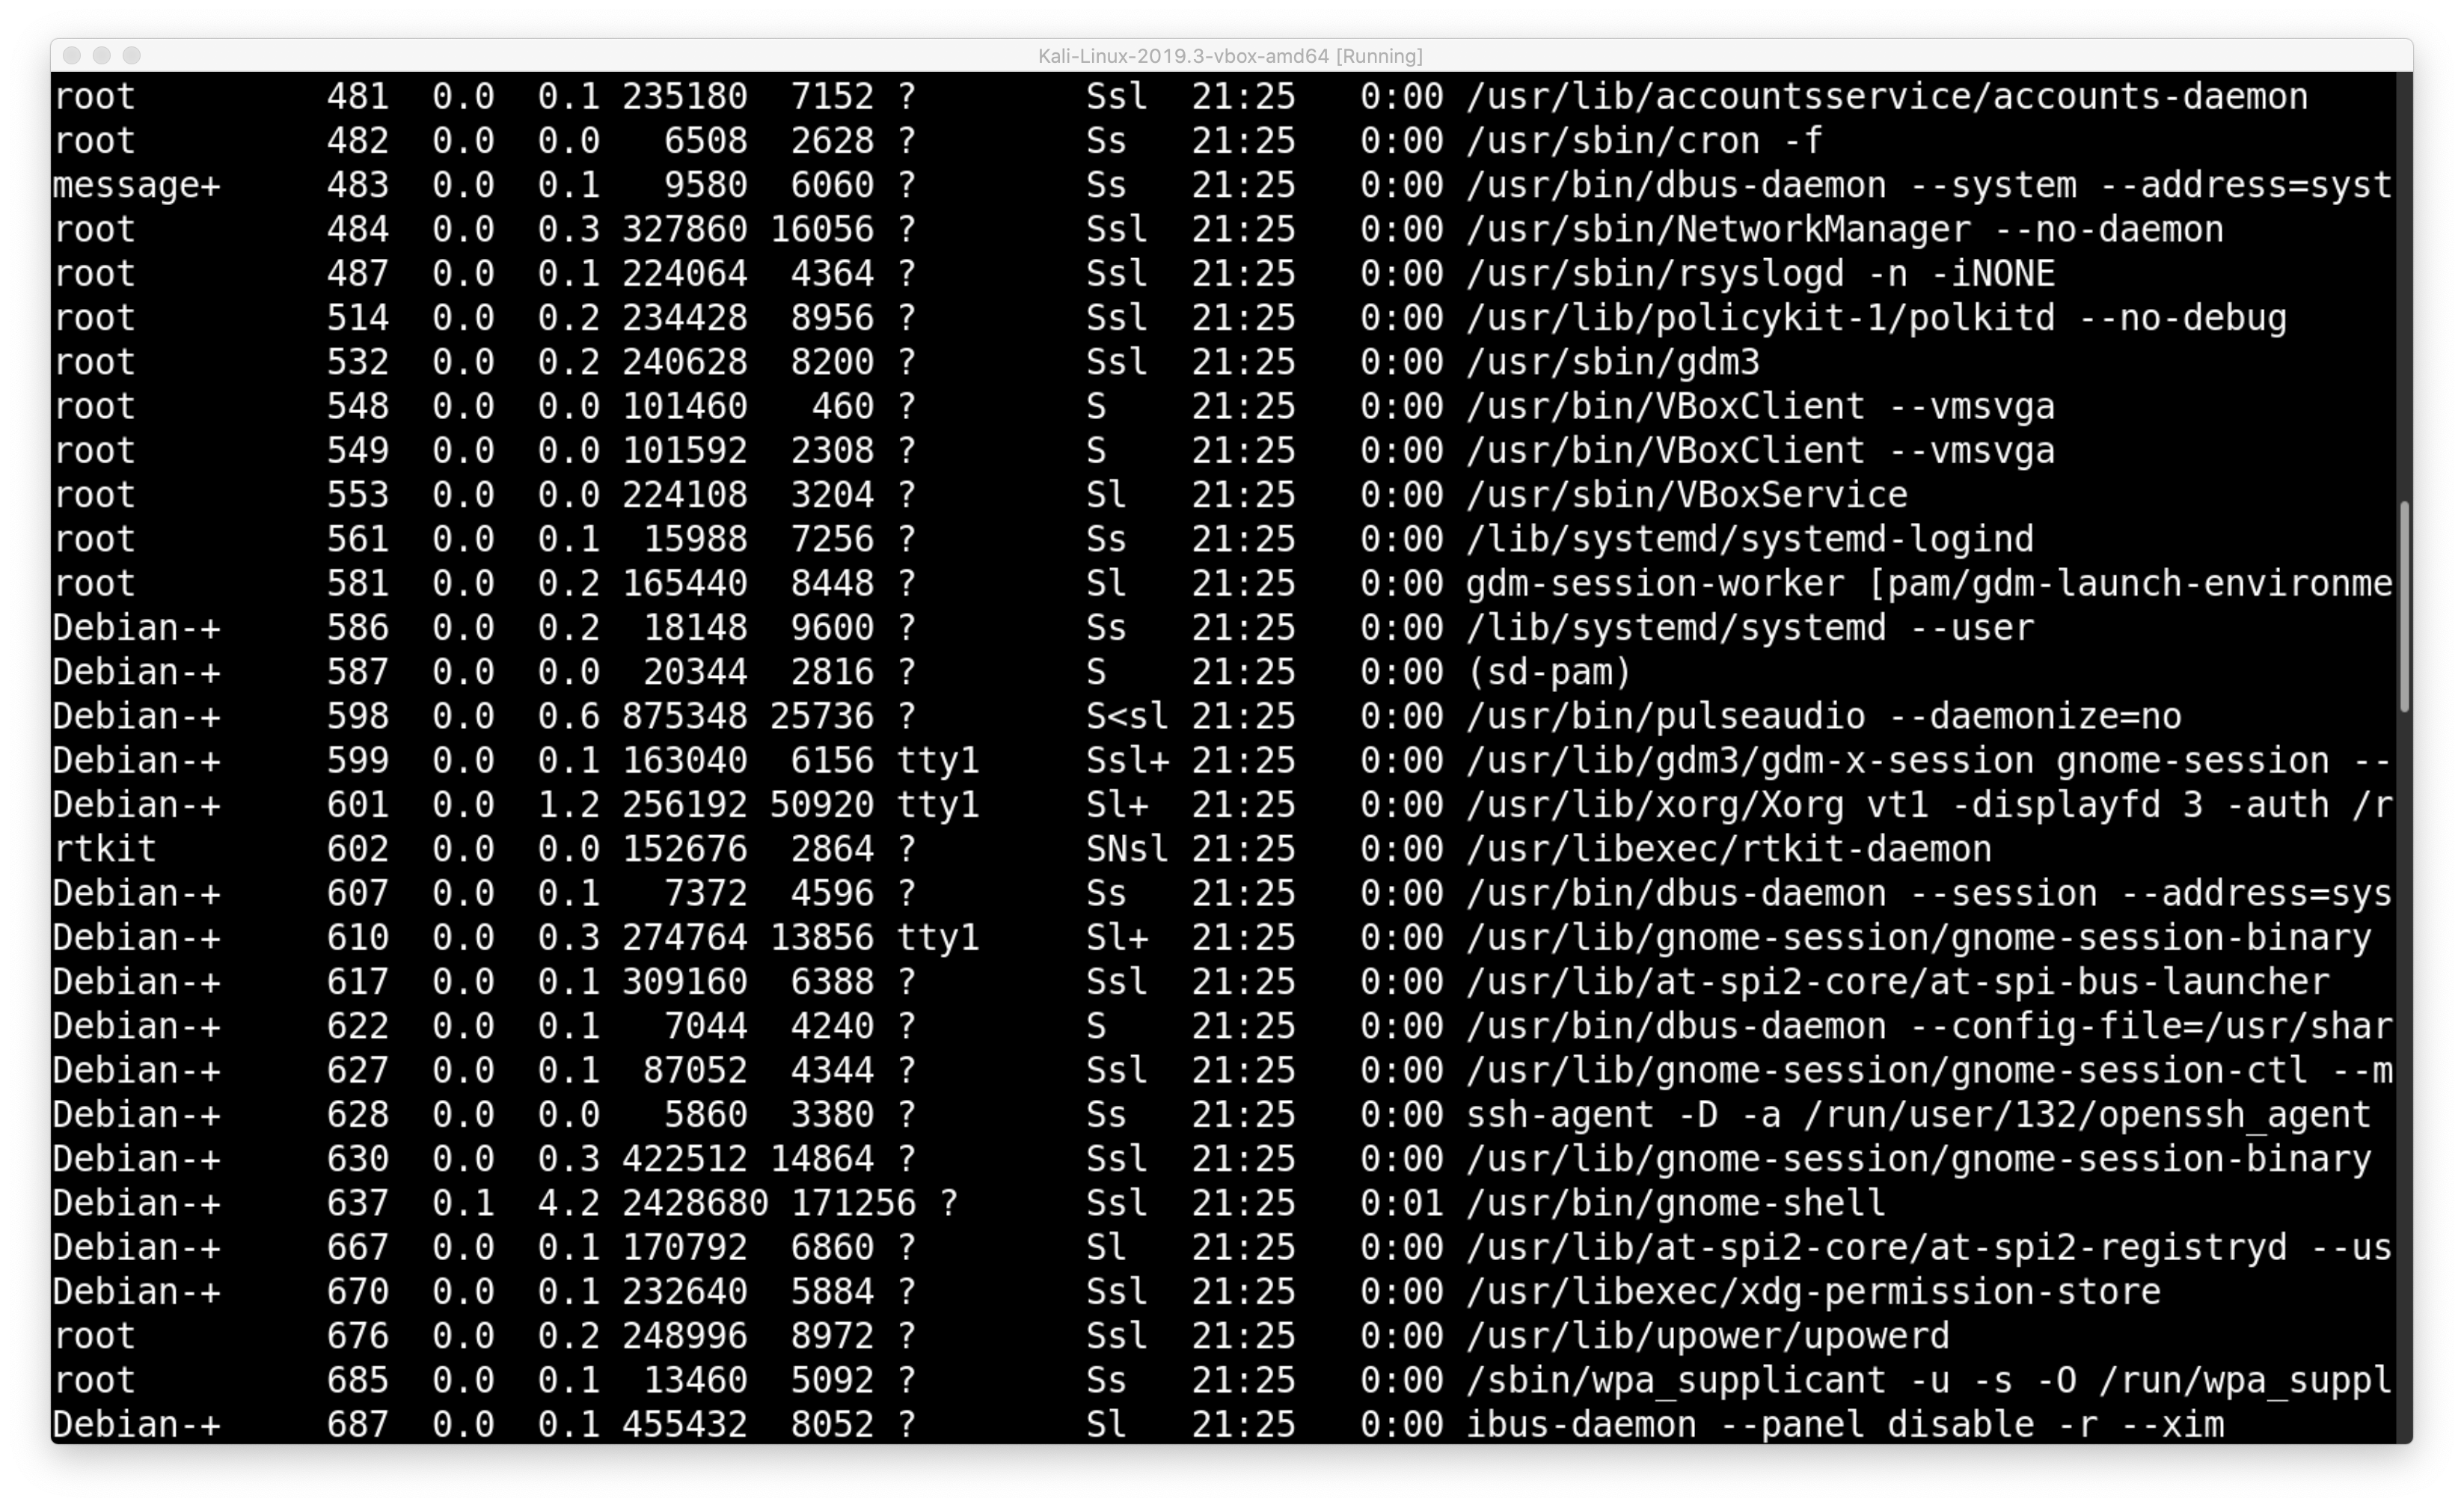 Kali-Linux-2019.3-vbox-amd64 [Running]
root         481  0.0  0.1 235180  7152 ?        Ssl  21:25   0:00 /usr/lib/accountsservice/accounts-daemon
root         482  0.0  0.0   6508  2628 ?        Ss   21:25   0:00 /usr/sbin/cron -f
message+     483  0.0  0.1   9580  6060 ?        Ss   21:25   0:00 /usr/bin/dbus-daemon --system --address=syst
root         484  0.0  0.3 327860 16056 ?        Ssl  21:25   0:00 /usr/sbin/NetworkManager --no-daemon
root         487  0.0  0.1 224064  4364 ?        Ssl  21:25   0:00 /usr/sbin/rsyslogd -n -iNONE
root         514  0.0  0.2 234428  8956 ?        Ssl  21:25   0:00 /usr/lib/policykit-1/polkitd --no-debug
root         532  0.0  0.2 240628  8200 ?        Ssl  21:25   0:00 /usr/sbin/gdm3
root         548  0.0  0.0 101460   460 ?        S    21:25   0:00 /usr/bin/VBoxClient --vmsvga
root         549  0.0  0.0 101592  2308 ?        S    21:25   0:00 /usr/bin/VBoxClient --vmsvga
root         553  0.0  0.0 224108  3204 ?        Sl   21:25   0:00 /usr/sbin/VBoxService
root         561  0.0  0.1  15988  7256 ?        Ss   21:25   0:00 /lib/systemd/systemd-logind
root         581  0.0  0.2 165440  8448 ?        Sl   21:25   0:00 gdm-session-worker [pam/gdm-launch-environme
Debian-+     586  0.0  0.2  18148  9600 ?        Ss   21:25   0:00 /lib/systemd/systemd --user
Debian-+     587  0.0  0.0  20344  2816 ?        S    21:25   0:00 (sd-pam)
Debian-+     598  0.0  0.6 875348 25736 ?        S<sl 21:25   0:00 /usr/bin/pulseaudio --daemonize=no
Debian-+     599  0.0  0.1 163040  6156 tty1     Ssl+ 21:25   0:00 /usr/lib/gdm3/gdm-x-session gnome-session --
Debian-+     601  0.0  1.2 256192 50920 tty1     Sl+  21:25   0:00 /usr/lib/xorg/Xorg vt1 -displayfd 3 -auth /r
rtkit        602  0.0  0.0 152676  2864 ?        SNsl 21:25   0:00 /usr/libexec/rtkit-daemon
Debian-+     607  0.0  0.1   7372  4596 ?        Ss   21:25   0:00 /usr/bin/dbus-daemon --session --address=sys
Debian-+     610  0.0  0.3 274764 13856 tty1     Sl+  21:25   0:00 /usr/lib/gnome-session/gnome-session-binary
Debian-+     617  0.0  0.1 309160  6388 ?        Ssl  21:25   0:00 /usr/lib/at-spi2-core/at-spi-bus-launcher
Debian-+     622  0.0  0.1   7044  4240 ?        S    21:25   0:00 /usr/bin/dbus-daemon --config-file=/usr/shar
Debian-+     627  0.0  0.1  87052  4344 ?        Ssl  21:25   0:00 /usr/lib/gnome-session/gnome-session-ctl --m
Debian-+     628  0.0  0.0   5860  3380 ?        Ss   21:25   0:00 ssh-agent -D -a /run/user/132/openssh_agent
Debian-+     630  0.0  0.3 422512 14864 ?        Ssl  21:25   0:00 /usr/lib/gnome-session/gnome-session-binary
Debian-+     637  0.1  4.2 2428680 171256 ?      Ssl  21:25   0:01 /usr/bin/gnome-shell
Debian-+     667  0.0  0.1 170792  6860 ?        Sl   21:25   0:00 /usr/lib/at-spi2-core/at-spi2-registryd --us
Debian-+     670  0.0  0.1 232640  5884 ?        Ssl  21:25   0:00 /usr/libexec/xdg-permission-store
root         676  0.0  0.2 248996  8972 ?        Ssl  21:25   0:00 /usr/lib/upower/upowerd
root         685  0.0  0.1  13460  5092 ?        Ss   21:25   0:00 /sbin/wpa_supplicant -u -s -O /run/wpa_suppl
Debian-+     687  0.0  0.1 455432  8052 ?        Sl   21:25   0:00 ibus-daemon --panel disable -r --xim